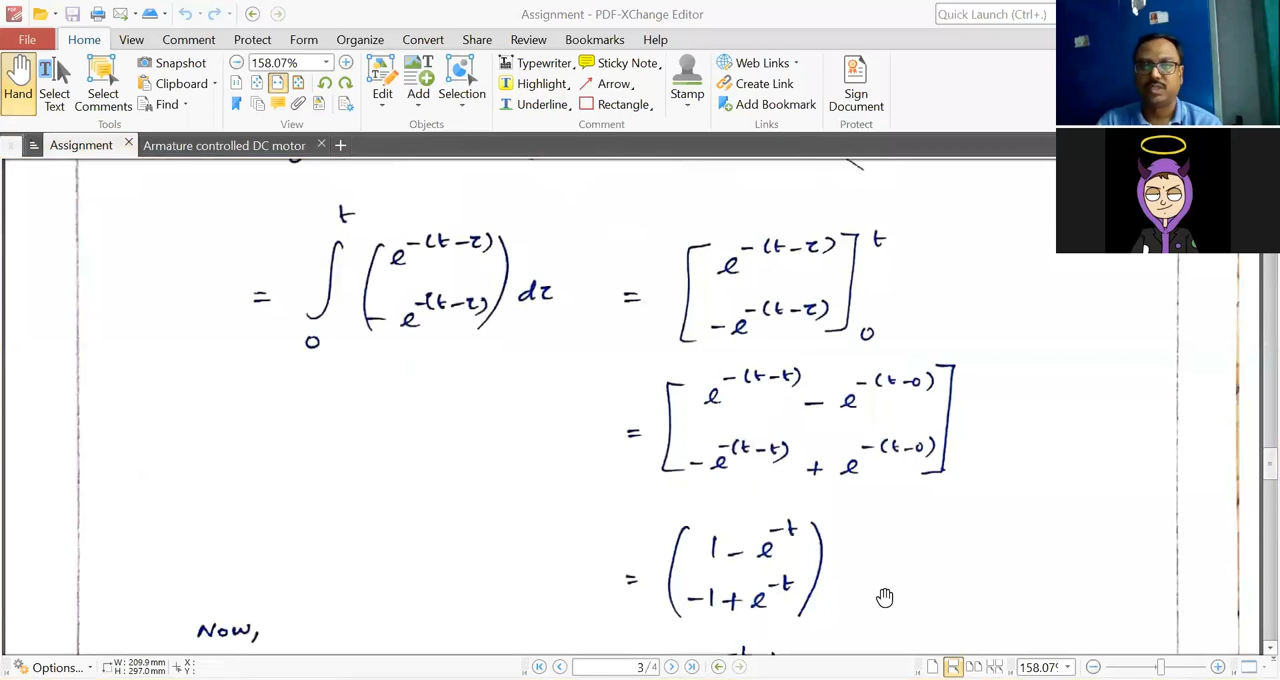 Assignment - PDF-XChange Editor
Quick Launch (Ctrl+.)
File Home View Comment Protect Form Organize Convert Share Review Bookmarks Help
Hand
Select Text
Select Comments
Snapshot
Clipboard
Find
Tools
158.07%
View
Edit
Add
Selection
Objects
Typewriter
Highlight
Underline
Sticky Note
Arrow
Rectangle
Comment
Stamp
Web Links
Create Link
Add Bookmark
Links
Sign Document
Protect
Assignment × Armature controlled DC motor × +
= ∫₀ᵗ ( e^{-(t-τ)} ; - e^{-(t-τ)} ) dτ = [ e^{-(t-τ)} ; - e^{-(t-τ)} ]₀ᵗ
= [ e^{-(t-t)} - e^{-(t-0)} ; - e^{-(t-t)} + e^{-(t-0)} ]
= ( 1 - e^{-t} ; -1 + e^{-t} )
Now,
Options...
W: 209.9mm
H: 297.0mm
X:
Y:
3/4
158.07%